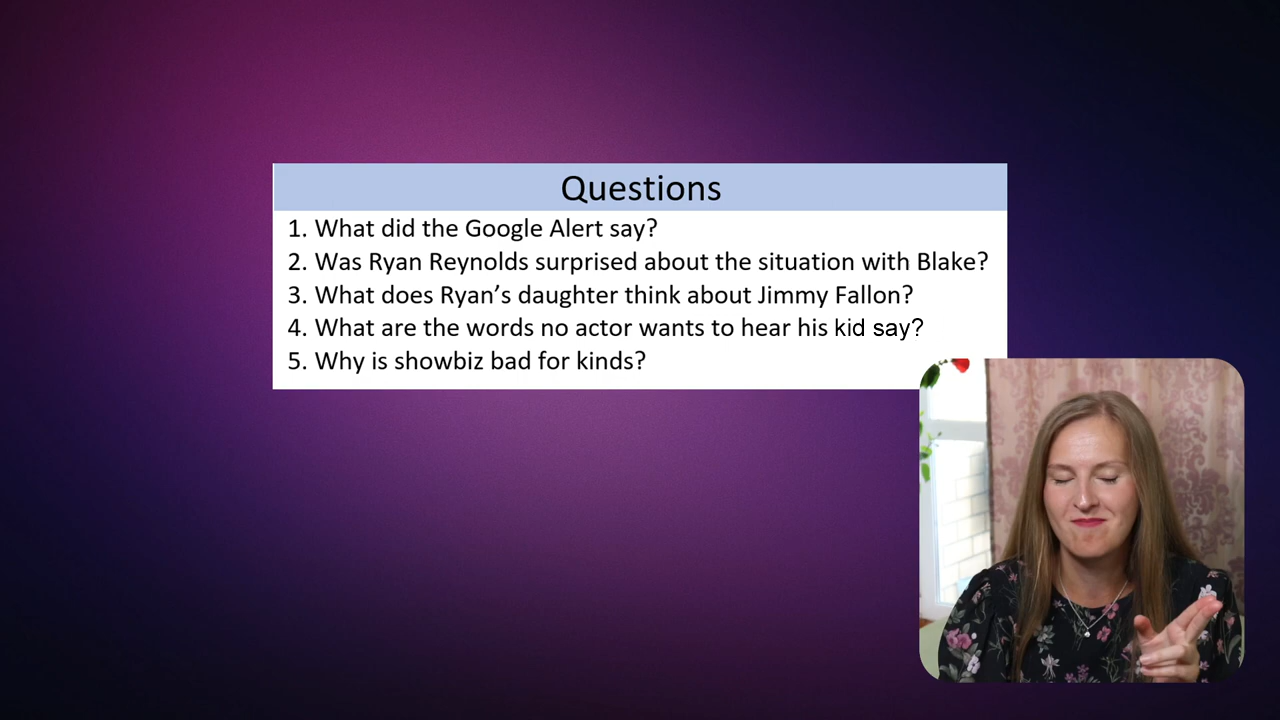 Questions
1. What did the Google Alert say?
2. Was Ryan Reynolds surprised about the situation with Blake?
3. What does Ryan’s daughter think about Jimmy Fallon?
4. What are the words no actor wants to hear his kid say?
5. Why is showbiz bad for kinds?